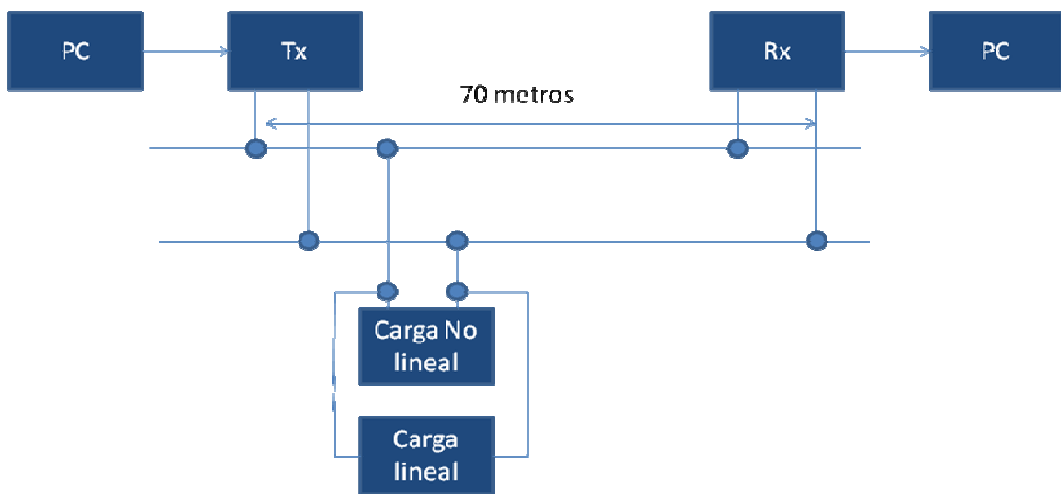 PC
Tx
Rx
PC
70 metros
Carga No
lineal
Carga
lineal